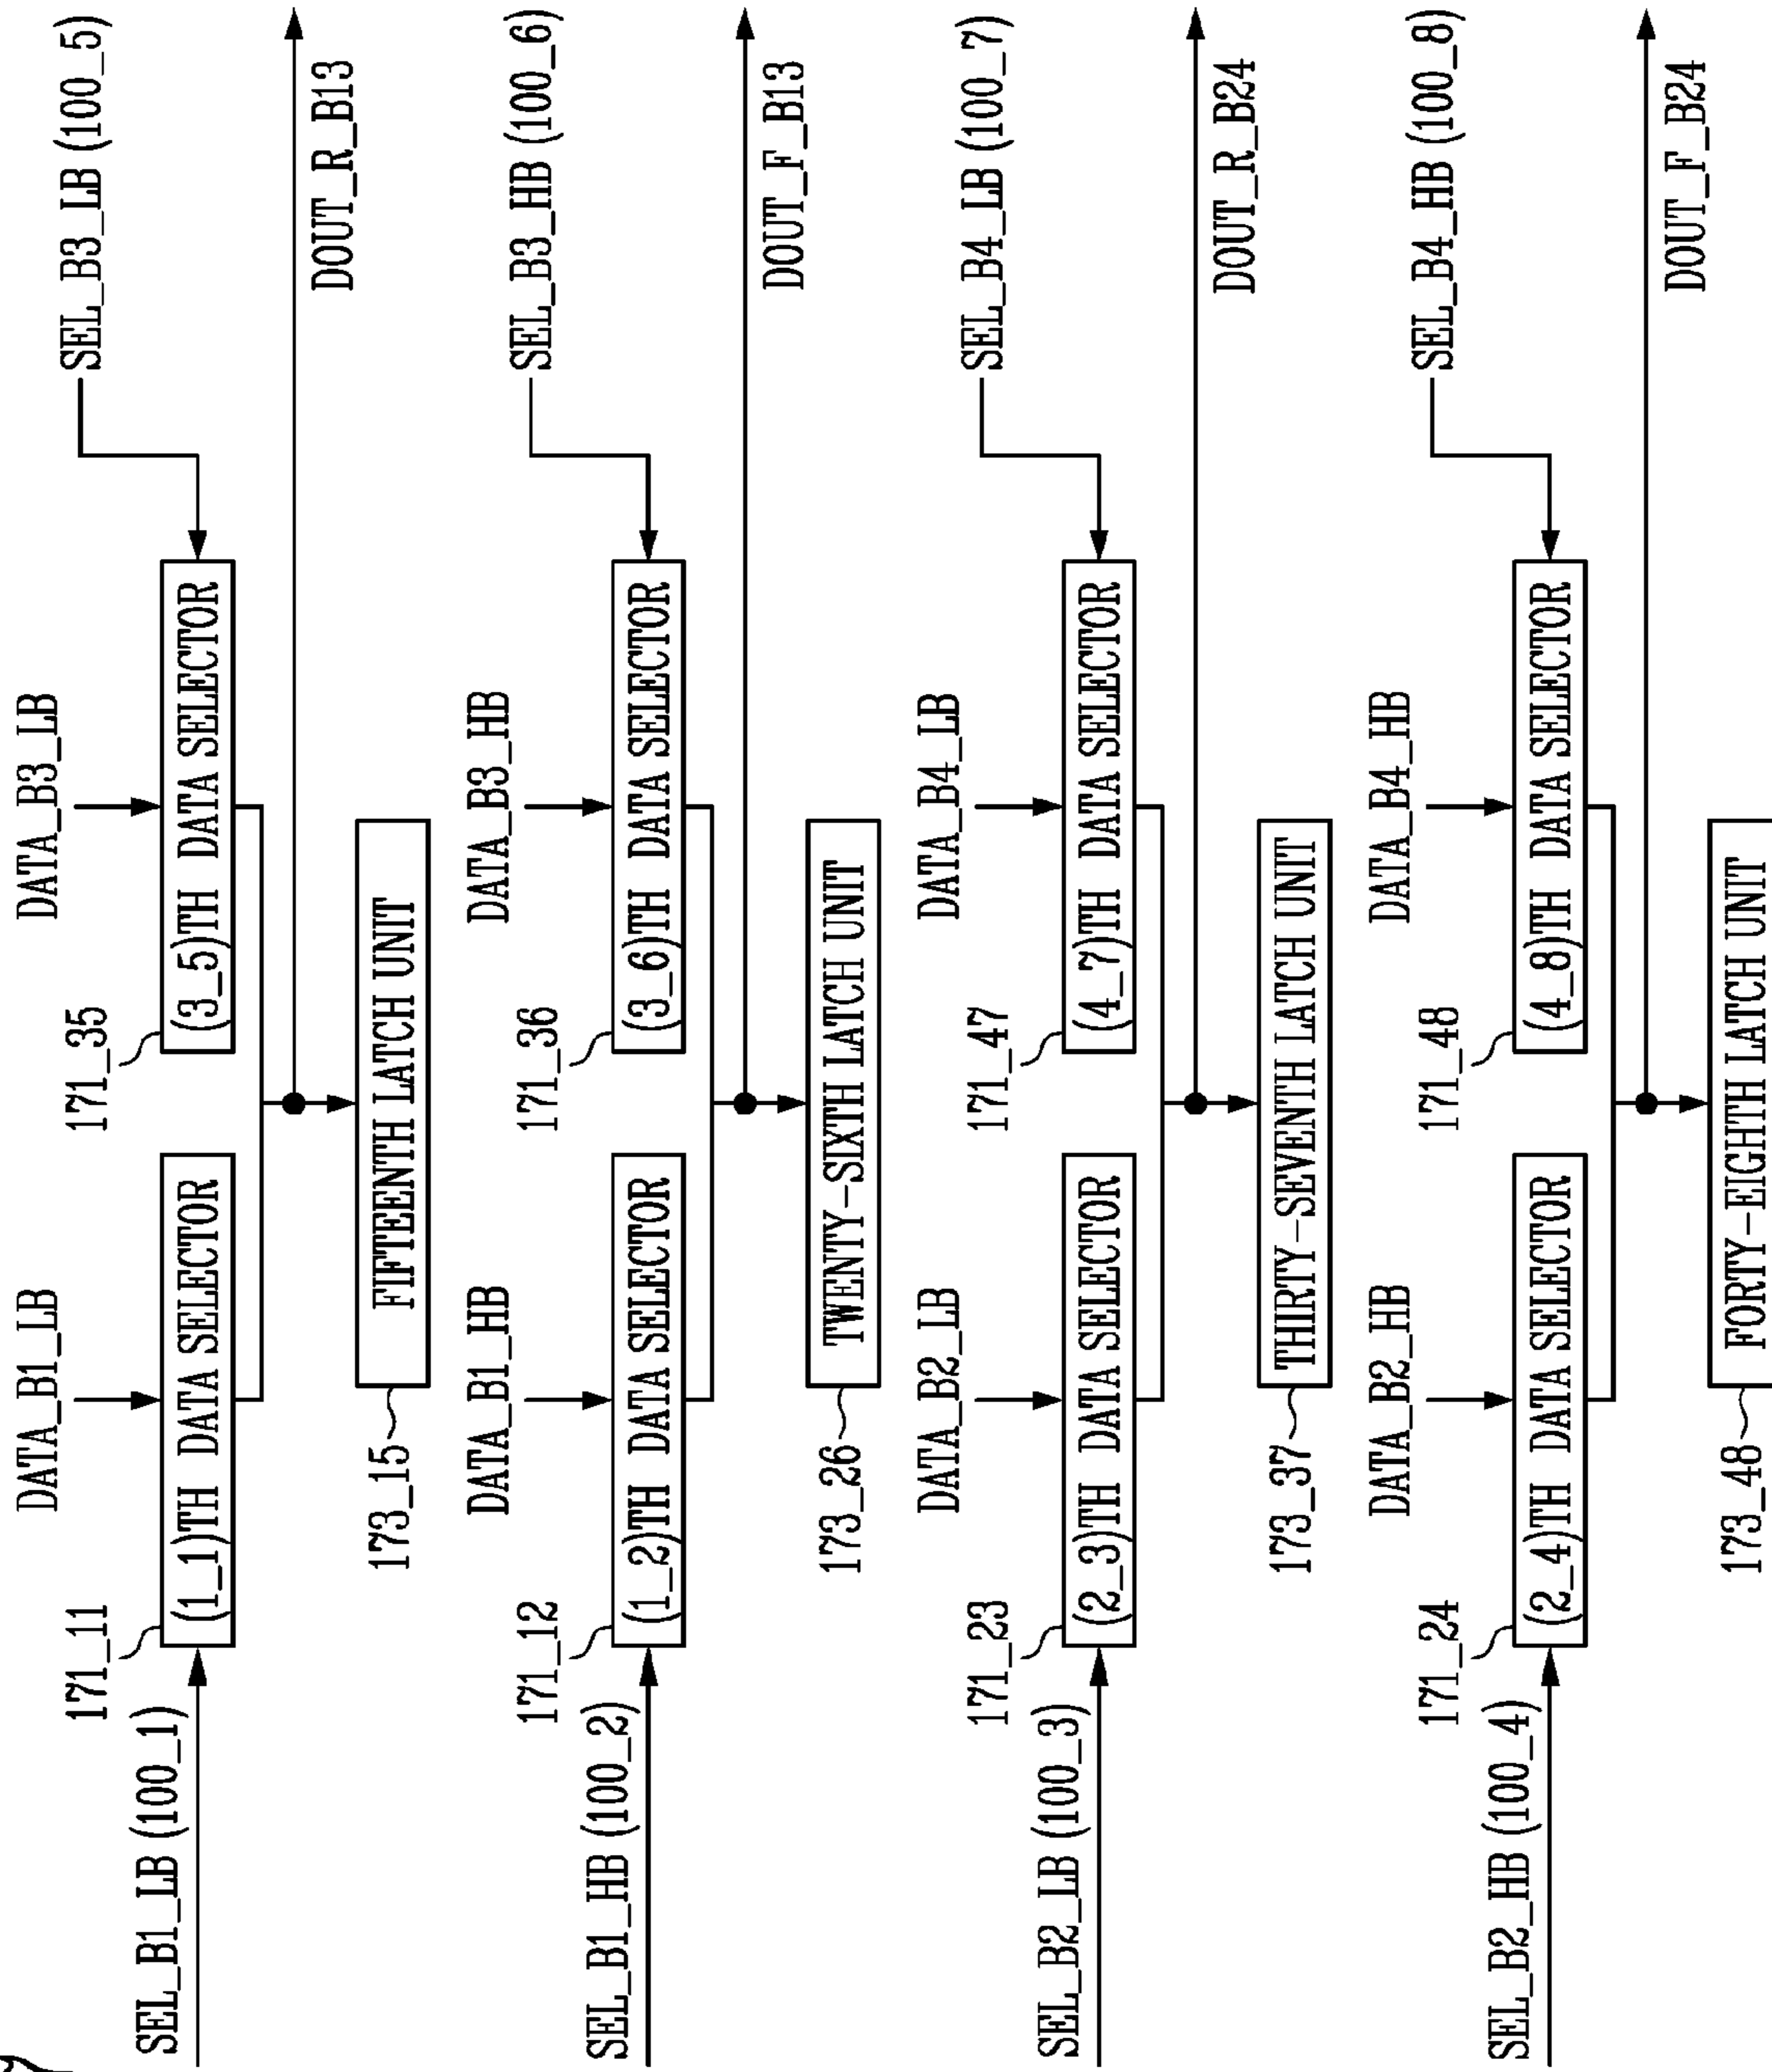 DATA_B1_LB
DATA_B3_LB
171_11
171_35
SEL_B3_LB (100_5)
SEL_B1_LB (100_1)
(1_1)TH DATA SELECTOR
(3_5)TH DATA SELECTOR
DOUT_R_B13
173_15
FIFTEENTH LATCH UNIT
DATA_B1_HB
DATA_B3_HB
171_12
171_36
SEL_B3_HB (100_6)
SEL_B1_HB (100_2)
(1_2)TH DATA SELECTOR
(3_6)TH DATA SELECTOR
DOUT_F_B13
173_26
TWENTY-SIXTH LATCH UNIT
DATA_B2_LB
DATA_B4_LB
171_23
171_47
SEL_B4_LB (100_7)
SEL_B2_LB (100_3)
(2_3)TH DATA SELECTOR
(4_7)TH DATA SELECTOR
DOUT_R_B24
173_37
THIRTY-SEVENTH LATCH UNIT
DATA_B2_HB
DATA_B4_HB
171_24
171_48
SEL_B4_HB (100_8)
SEL_B2_HB (100_4)
(2_4)TH DATA SELECTOR
(4_8)TH DATA SELECTOR
DOUT_F_B24
173_48
FORTY-EIGHTH LATCH UNIT